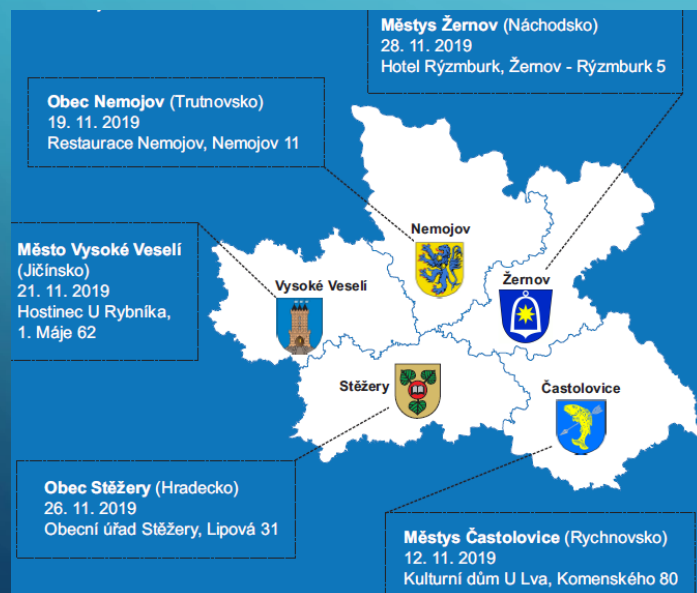 Městys Žernov (Náchodsko)
28. 11. 2019
Hotel Rýzmburk, Žernov - Rýzmburk 5
Obec Nemojov (Trutnovsko)
19. 11. 2019
Restaurace Nemojov, Nemojov 11
Nemojov
Město Vysoké Veselí
(Jičínsko)
21. 11. 2019
Hostinec U Rybníka,
1. Máje 62
Vysoké Veselí
Žernov
Stěžery
Častolovice
Obec Stěžery (Hradecko)
26. 11. 2019
Obecní úřad Stěžery, Lipová 31
Městys Častolovice (Rychnovsko)
12. 11. 2019
Kulturní dům U Lva, Komenského 80